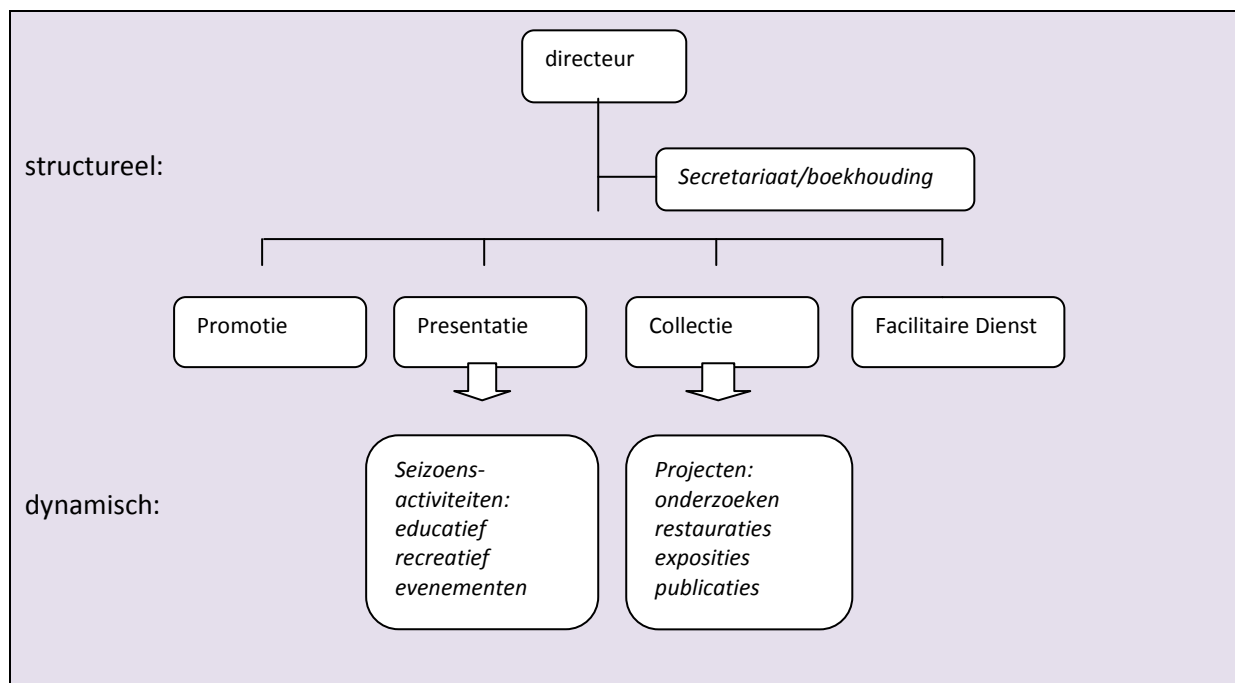 directeur
structureel:
Secretariaat/boekhouding
Promotie
Presentatie
Collectie
Facilitaire Dienst
dynamisch:
Seizoens-
activiteiten:
educatief
recreatief
evenementen
Projecten:
onderzoeken
restauraties
exposities
publicaties